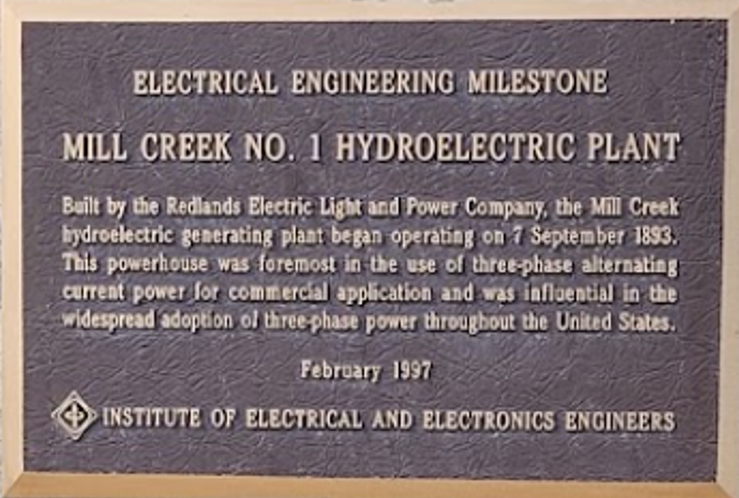 ELECTRICAL ENGINEERING MILESTONE
MILL CREEK NO. 1 HYDROELECTRIC PLANT
Built by the Redlands Electric Light and Power Company, the Mill Creek
hydroelectric generating plant began operating on 7 September 1893.
This powerhouse was foremost in the use of three-phase alternating
current power for commercial application and was influential in the
widespread adoption of three-phase power throughout the United States.
February 1997
INSTITUTE OF ELECTRICAL AND ELECTRONICS ENGINEERS